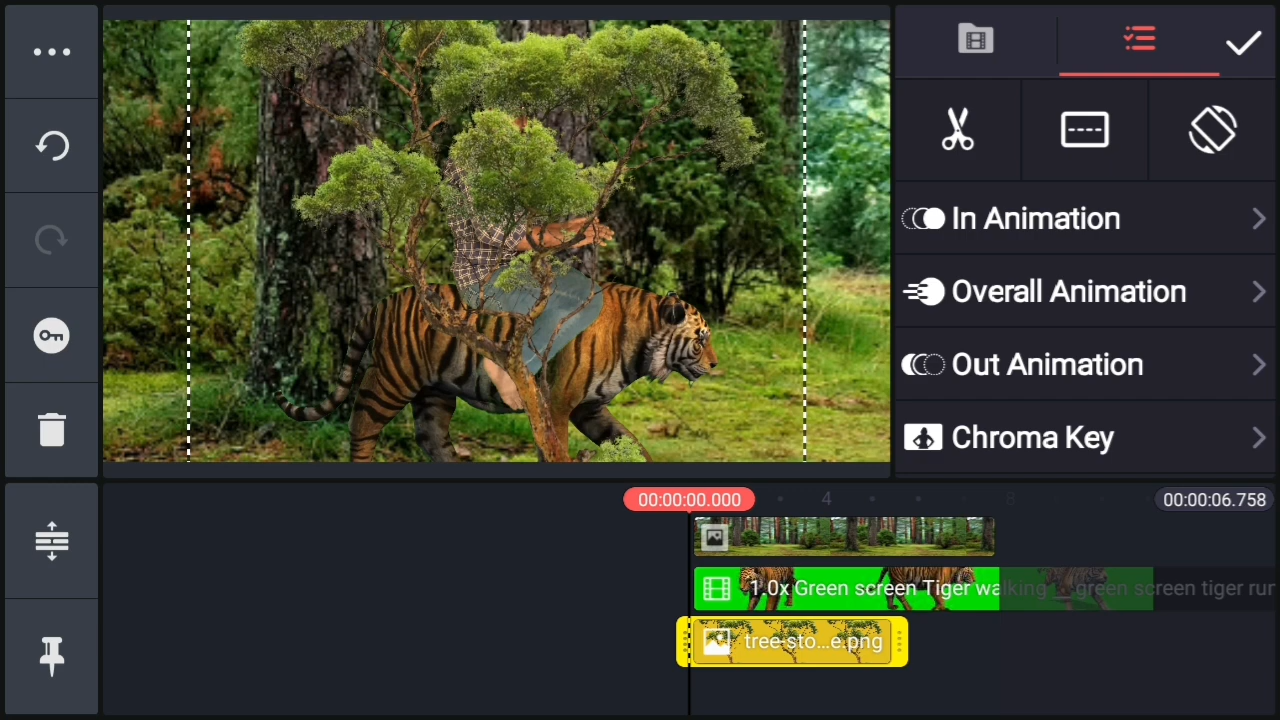 In Animation
Overall Animation
Out Animation
Chroma Key
00:00:00.000
4
8
00:00:06.758
1.0x Green screen Tiger walking ... green screen tiger run
tree-sto...e.png